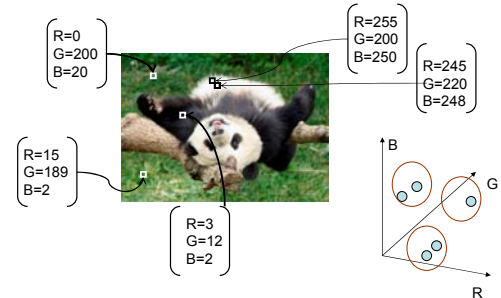 R=0
G=200
B=20
R=255
G=200
B=250
R=245
G=220
B=248
R=15
G=189
B=2
R=3
G=12
B=2
B
G
R